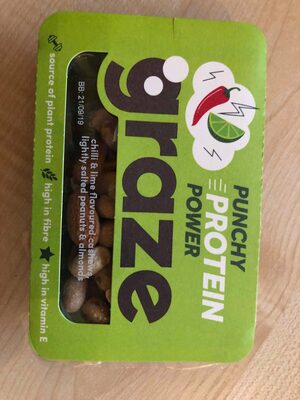 PUNCHY
PROTEIN
POWER
graze
BB: 21/09/19
chilli & lime flavoured cashews,
lightly salted peanuts & almonds
source of plant protein
high in fibre
high in vitamin E